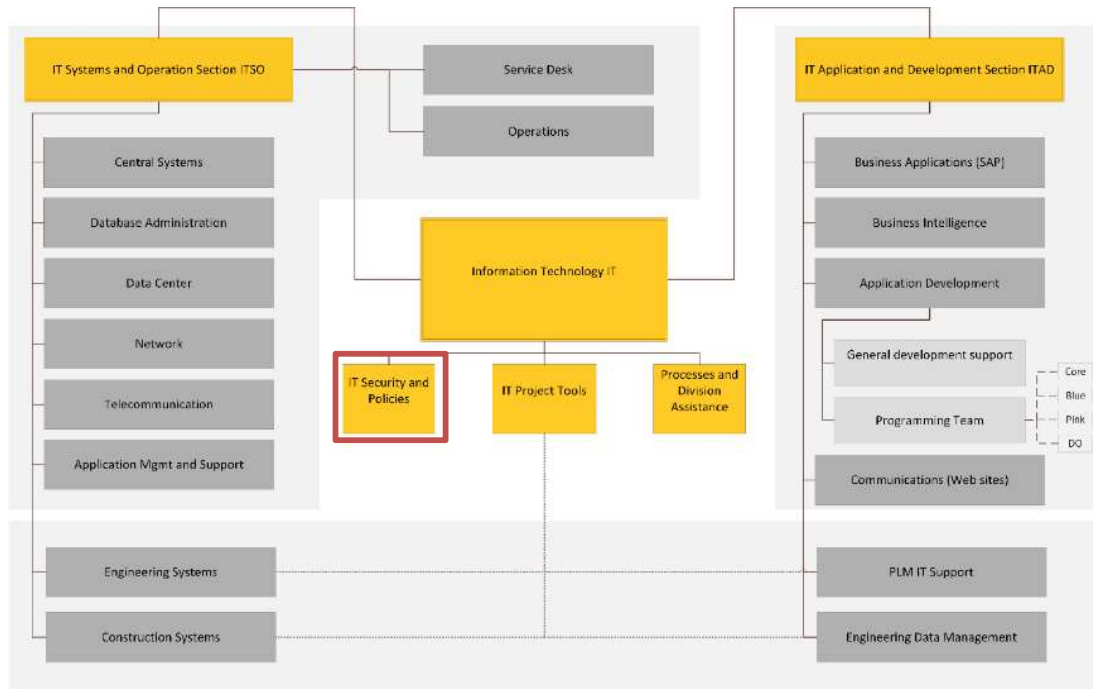 IT Systems and Operation Section ITSO
Service Desk
Operations
IT Application and Development Section ITAD
Central Systems
Database Administration
Data Center
Network
Telecommunication
Application Mgmt and Support
Information Technology IT
IT Security and
Policies
IT Project Tools
Processes and
Division
Assistance
Business Applications (SAP)
Business Intelligence
Application Development
General development support
Programming Team
Core
Blue
Pink
DQ
Communications (Web sites)
Engineering Systems
Construction Systems
PLM IT Support
Engineering Data Management